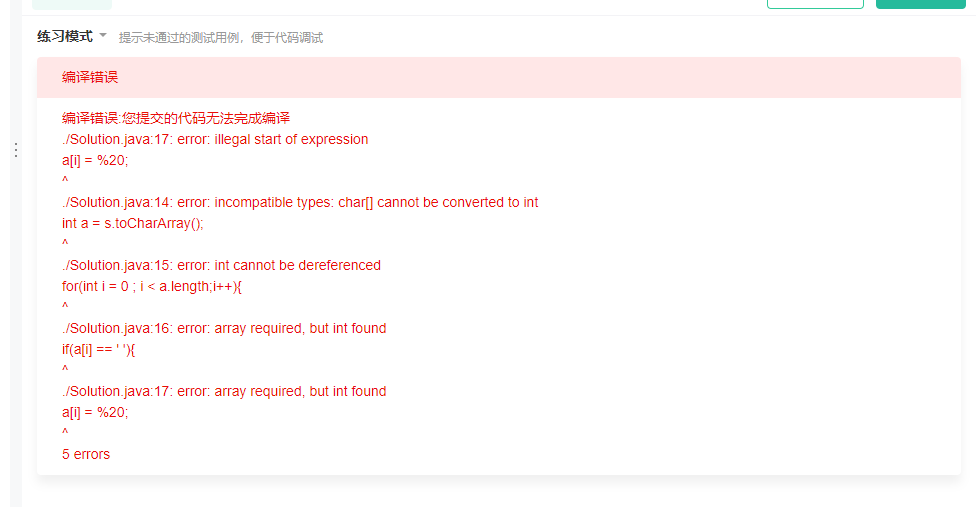 练习模式 提示未通过的测试用例，便于代码调试
编译错误
编译错误:您提交的代码无法完成编译
./Solution.java:17: error: illegal start of expression
a[i] = %20;
^
./Solution.java:14: error: incompatible types: char[] cannot be converted to int
int a = s.toCharArray();
^
./Solution.java:15: error: int cannot be dereferenced
for(int i = 0 ; i < a.length;i++){
^
./Solution.java:16: error: array required, but int found
if(a[i] == ' '){
^
./Solution.java:17: error: array required, but int found
a[i] = %20;
^
5 errors